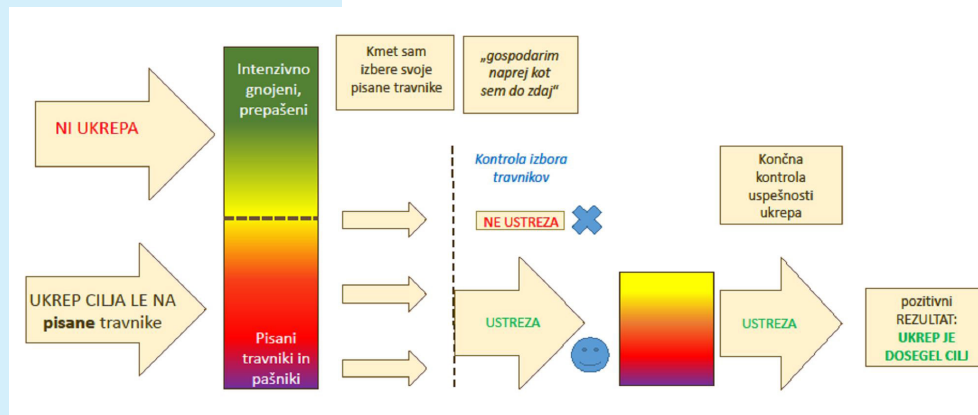 NI UKREPA
UKREP CILJA LE NA
pisane travnike
Intenzivno
gnojeni,
prepašeni
Pisani
travniki in
pašniki
Kmet sam
izbere svoje
pisane travnike
„gospodarim
naprej kot
sem do zdaj“
Kontrola izbora
travnikov
NE USTREZA
USTREZA
Končna
kontrola
uspešnosti
ukrepa
USTREZA
pozitivni
REZULTAT:
UKREP JE
DOSEGEL CILJ